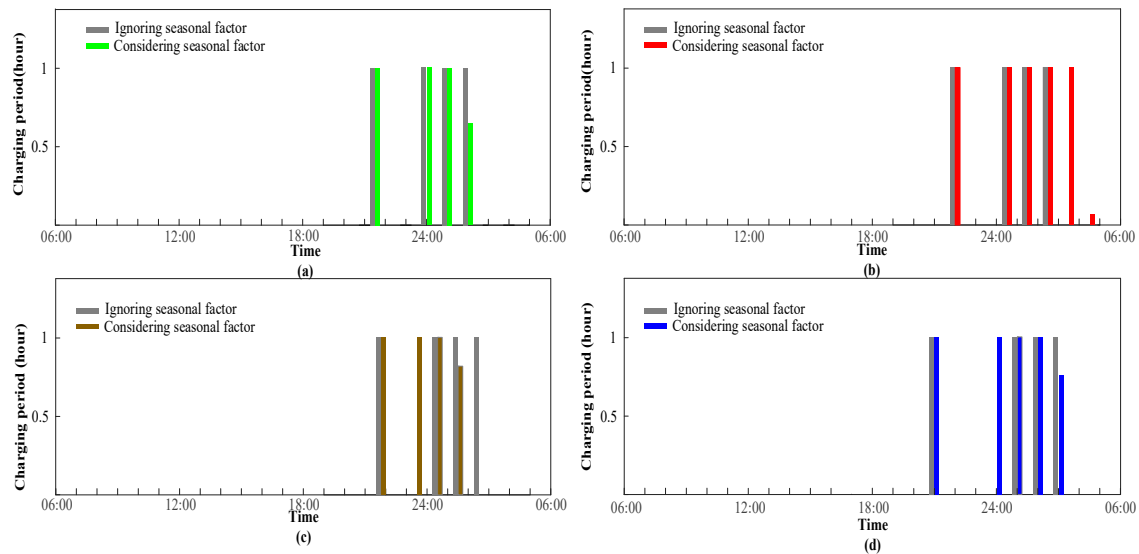 Ignoring seasonal factor
Considering seasonal factor
Charging period(hour)
1
0.5
06:00 12:00 18:00 24:00 06:00
Time
(a)
Ignoring seasonal factor
Considering seasonal factor
Charging period(hour)
1
0.5
06:00 12:00 18:00 24:00 06:00
Time
(b)
Ignoring seasonal factor
Considering seasonal factor
Charging period (hour)
1
0.5
06:00 12:00 18:00 24:00 06:00
Time
(c)
Ignoring seasonal factor
Considering seasonal factor
Charging period (hour)
1
0.5
06:00 12:00 18:00 24:00 06:00
Time
(d)